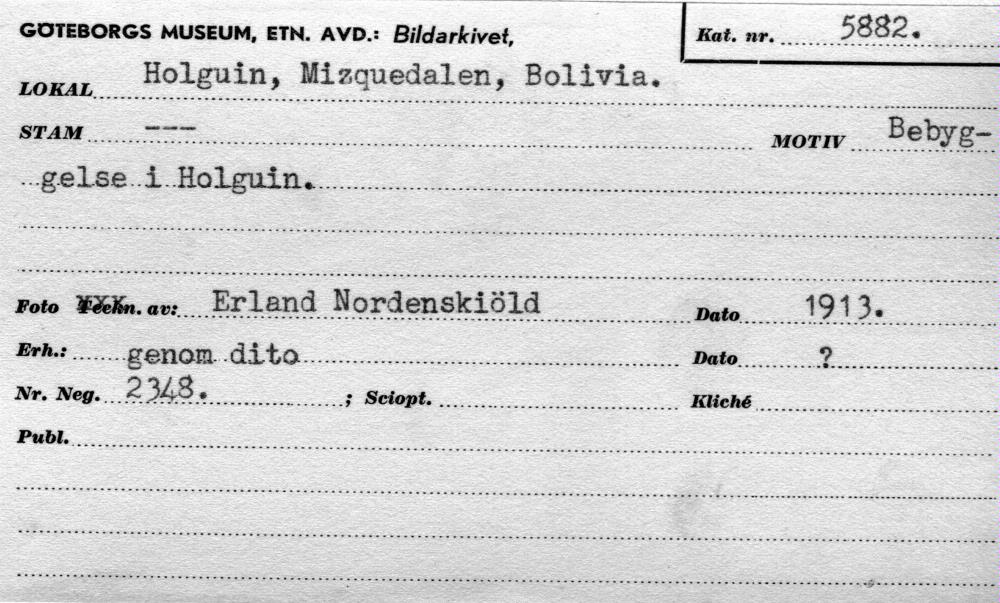 GÖTEBORGS MUSEUM, ETN. AVD.: Bildarkivet,
Kat. nr. 5882.
LOKAL Holguin, Mizquedalen, Bolivia.
STAM --- MOTIV Bebyg-
gelse i Holguin.
Foto Teckn. av: Erland Nordenskiöld Dato 1913.
Erh.: genom dito Dato ?
Nr. Neg. 2348. ; Sciopt. Kliché
Publ.